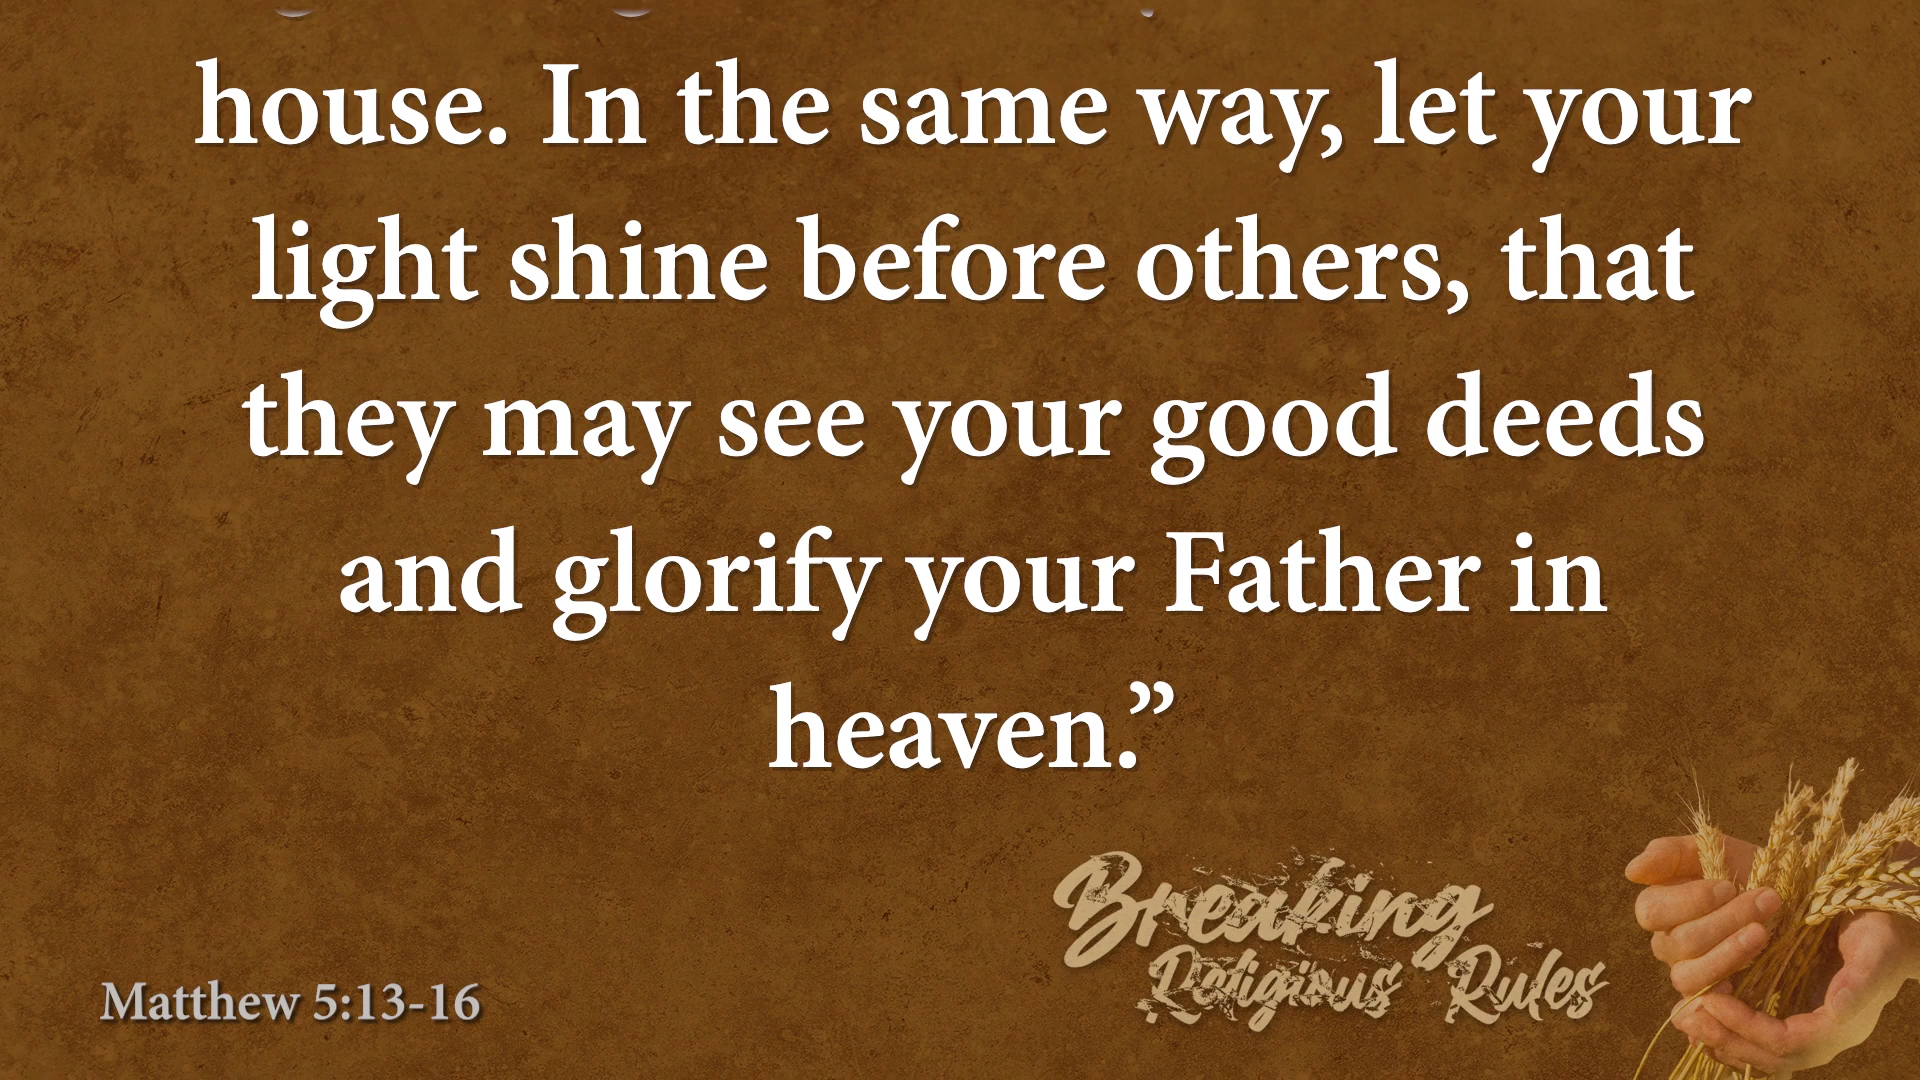 house. In the same way, let your
light shine before others, that
they may see your good deeds
and glorify your Father in
heaven.”
Breaking
Religious Rules
Matthew 5:13-16